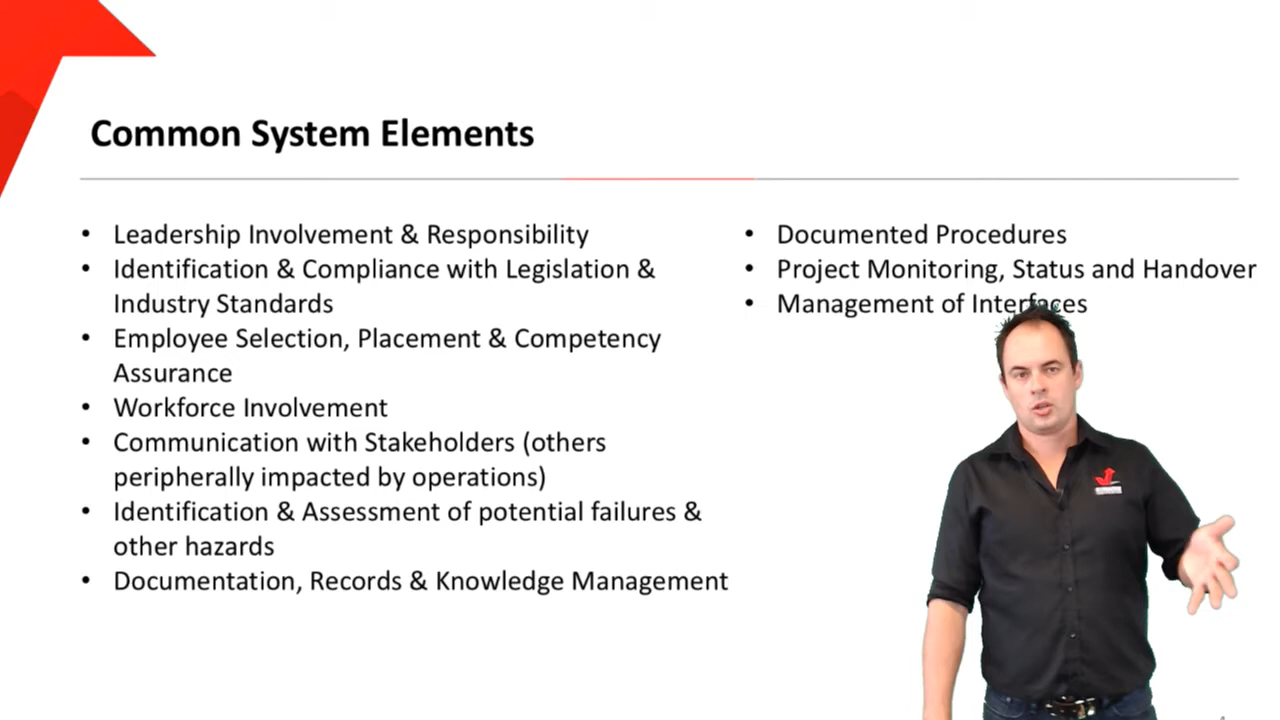 Common System Elements
• Leadership Involvement & Responsibility
• Identification & Compliance with Legislation &
Industry Standards
• Employee Selection, Placement & Competency
Assurance
• Workforce Involvement
• Communication with Stakeholders (others
peripherally impacted by operations)
• Identification & Assessment of potential failures &
other hazards
• Documentation, Records & Knowledge Management
• Documented Procedures
• Project Monitoring, Status and Handover
• Management of Interfaces